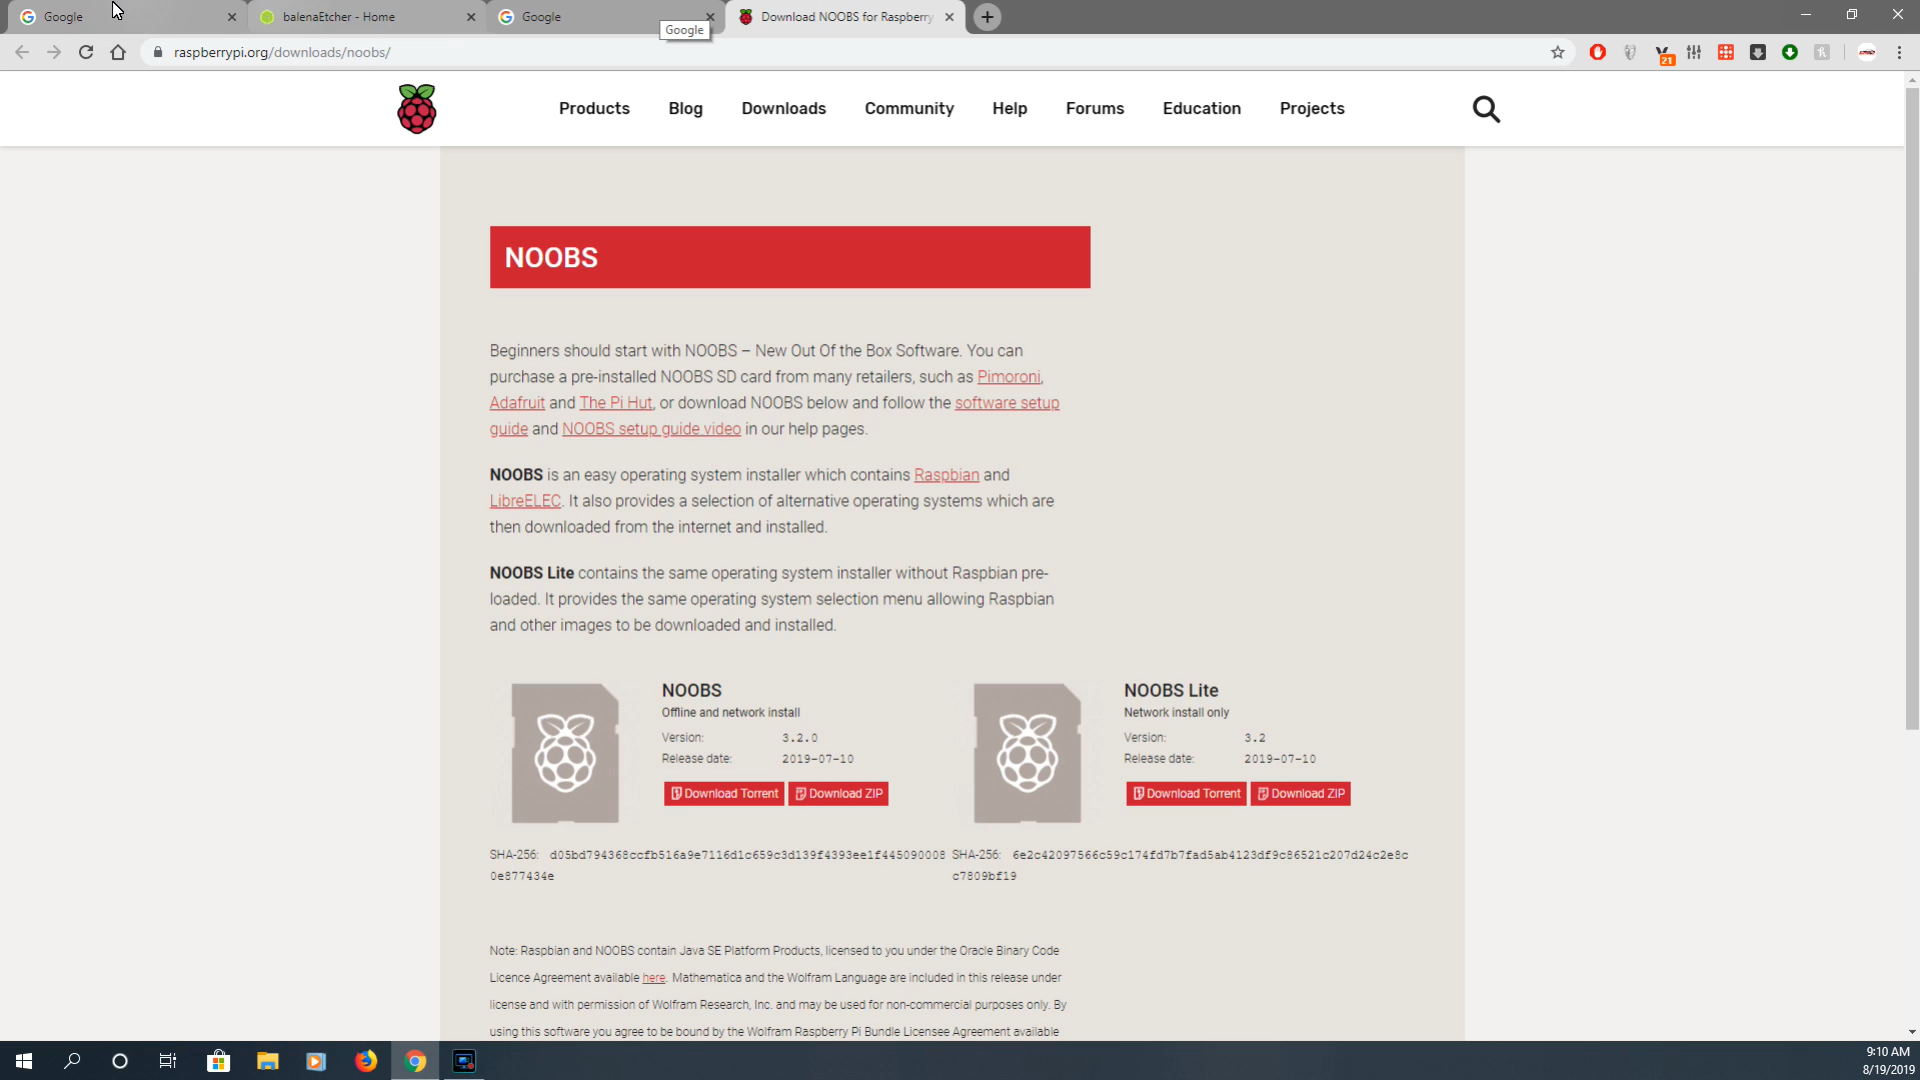 Google
balenaEtcher - Home
Google
Download NOOBS for Raspberry
Google
raspberrypi.org/downloads/noobs/
21
Products Blog Downloads Community Help Forums Education Projects
NOOBS
Beginners should start with NOOBS – New Out Of the Box Software. You can
purchase a pre-installed NOOBS SD card from many retailers, such as Pimoroni,
Adafruit and The Pi Hut, or download NOOBS below and follow the software setup
guide and NOOBS setup guide video in our help pages.
NOOBS is an easy operating system installer which contains Raspbian and
LibreELEC. It also provides a selection of alternative operating systems which are
then downloaded from the internet and installed.
NOOBS Lite contains the same operating system installer without Raspbian pre-
loaded. It provides the same operating system selection menu allowing Raspbian
and other images to be downloaded and installed.
NOOBS
Offline and network install
Version: 3.2.0
Release date: 2019-07-10
Download Torrent Download ZIP
SHA-256: d05bd794368ccfb516a9e7116d1c659c3d139f4393ee1f445090008
0e877434e
NOOBS Lite
Network install only
Version: 3.2
Release date: 2019-07-10
Download Torrent Download ZIP
SHA-256: 6e2c42097566c59c174fd7b7fad5ab4123df9c86521c207d24c2e8c
c7809bf19
Note: Raspbian and NOOBS contain Java SE Platform Products, licensed to you under the Oracle Binary Code
Licence Agreement available here. Mathematica and the Wolfram Language are included in this release under
license and with permission of Wolfram Research, Inc. and may be used for non-commercial purposes only. By
using this software you agree to be bound by the Wolfram Raspberry Pi Bundle Licensee Agreement available
9:10 AM
8/19/2019